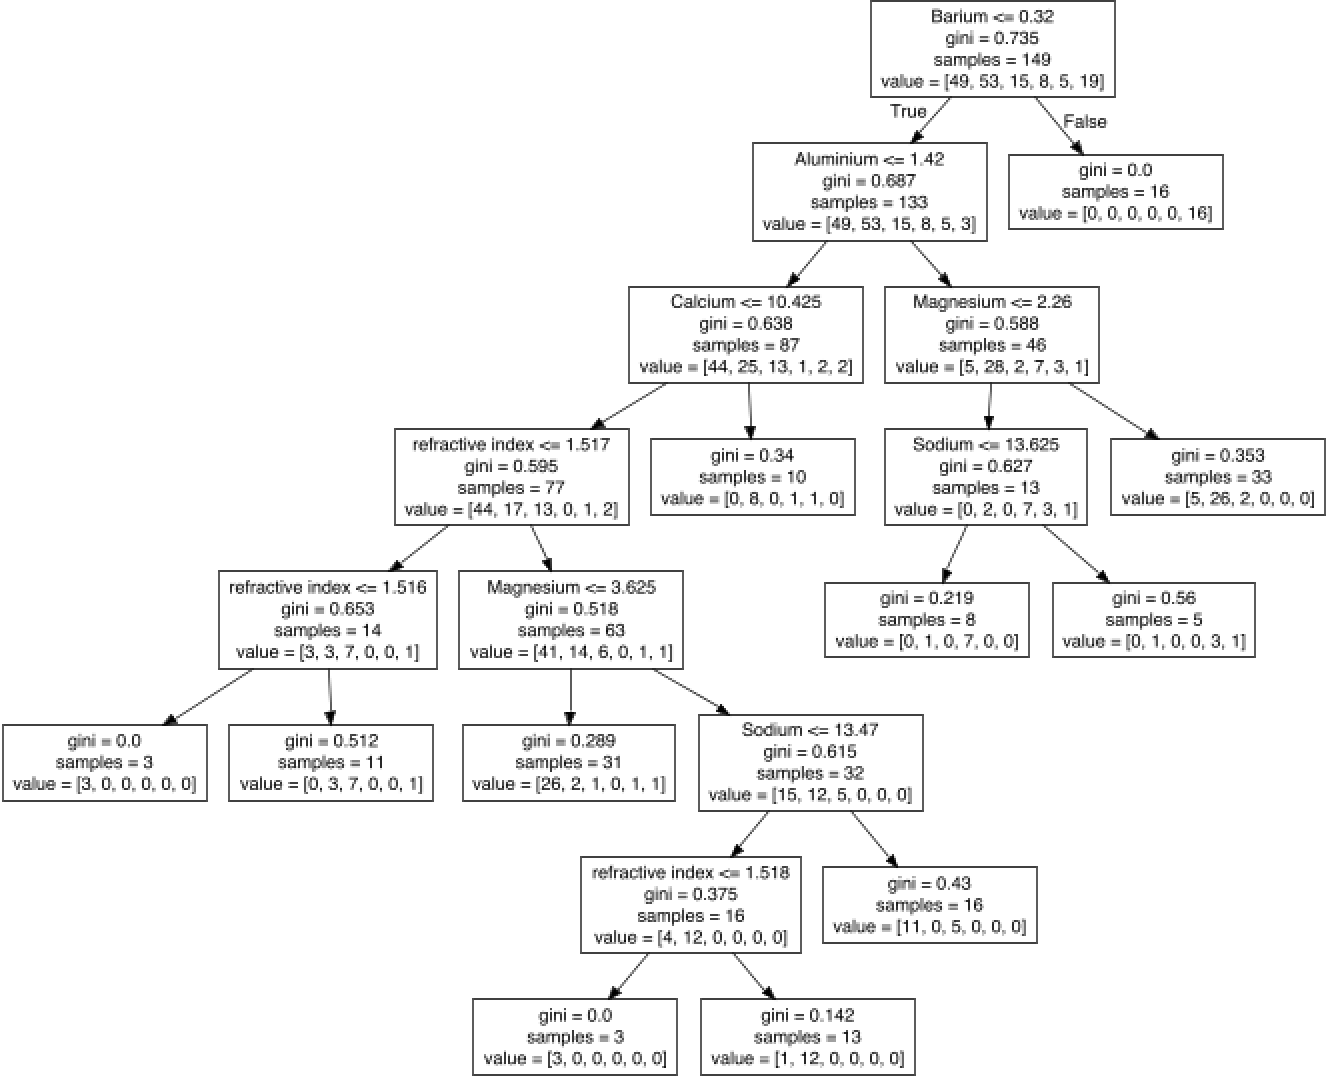 Barium <= 0.32
gini = 0.735
samples = 149
value = [49, 53, 15, 8, 5, 19]
True
False
Aluminium <= 1.42
gini = 0.687
samples = 133
value = [49, 53, 15, 8, 5, 3]
gini = 0.0
samples = 16
value = [0, 0, 0, 0, 0, 16]
Calcium <= 10.425
gini = 0.638
samples = 87
value = [44, 25, 13, 1, 2, 2]
Magnesium <= 2.26
gini = 0.588
samples = 46
value = [5, 28, 2, 7, 3, 1]
refractive index <= 1.517
gini = 0.595
samples = 77
value = [44, 17, 13, 0, 1, 2]
gini = 0.34
samples = 10
value = [0, 8, 0, 1, 1, 0]
Sodium <= 13.625
gini = 0.627
samples = 13
value = [0, 2, 0, 7, 3, 1]
gini = 0.353
samples = 33
value = [5, 26, 2, 0, 0, 0]
refractive index <= 1.516
gini = 0.653
samples = 14
value = [3, 3, 7, 0, 0, 1]
Magnesium <= 3.625
gini = 0.518
samples = 63
value = [41, 14, 6, 0, 1, 1]
gini = 0.219
samples = 8
value = [0, 1, 0, 7, 0, 0]
gini = 0.56
samples = 5
value = [0, 1, 0, 0, 3, 1]
gini = 0.0
samples = 3
value = [3, 0, 0, 0, 0, 0]
gini = 0.512
samples = 11
value = [0, 3, 7, 0, 0, 1]
gini = 0.289
samples = 31
value = [26, 2, 1, 0, 1, 1]
Sodium <= 13.47
gini = 0.615
samples = 32
value = [15, 12, 5, 0, 0, 0]
refractive index <= 1.518
gini = 0.375
samples = 16
value = [4, 12, 0, 0, 0, 0]
gini = 0.43
samples = 16
value = [11, 0, 5, 0, 0, 0]
gini = 0.0
samples = 3
value = [3, 0, 0, 0, 0, 0]
gini = 0.142
samples = 13
value = [1, 12, 0, 0, 0, 0]